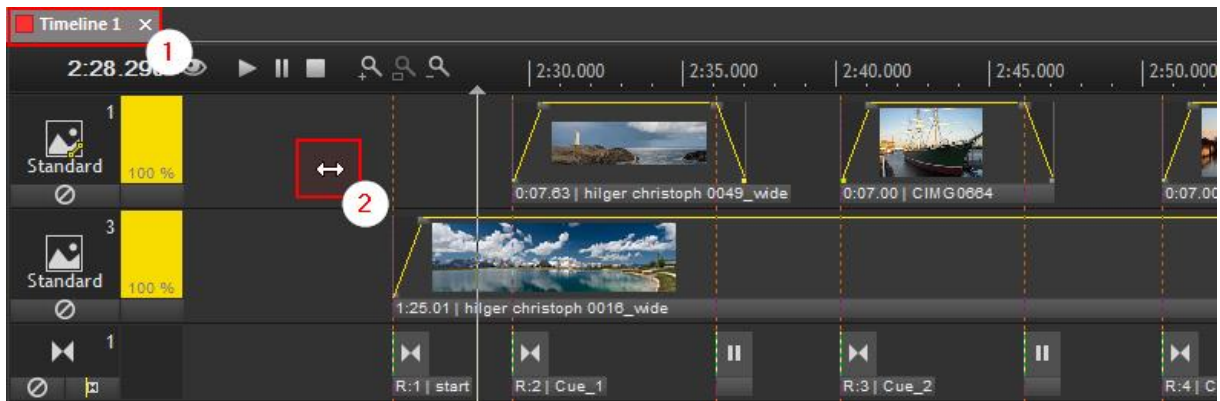 Timeline 1
1
2:28.29
2:30.000
2:35.000
2:40.000
2:45.000
2:50.000
1
Standard
100 %
2
0:07.63 | hilger christoph 0049_wide
0:07.00 | CIMG0664
0:07.00
3
Standard
100 %
1:25.01 | hilger christoph 0016_wide
1
R:1 | start
R:2 | Cue_1
R:3 | Cue_2
R:4 | C